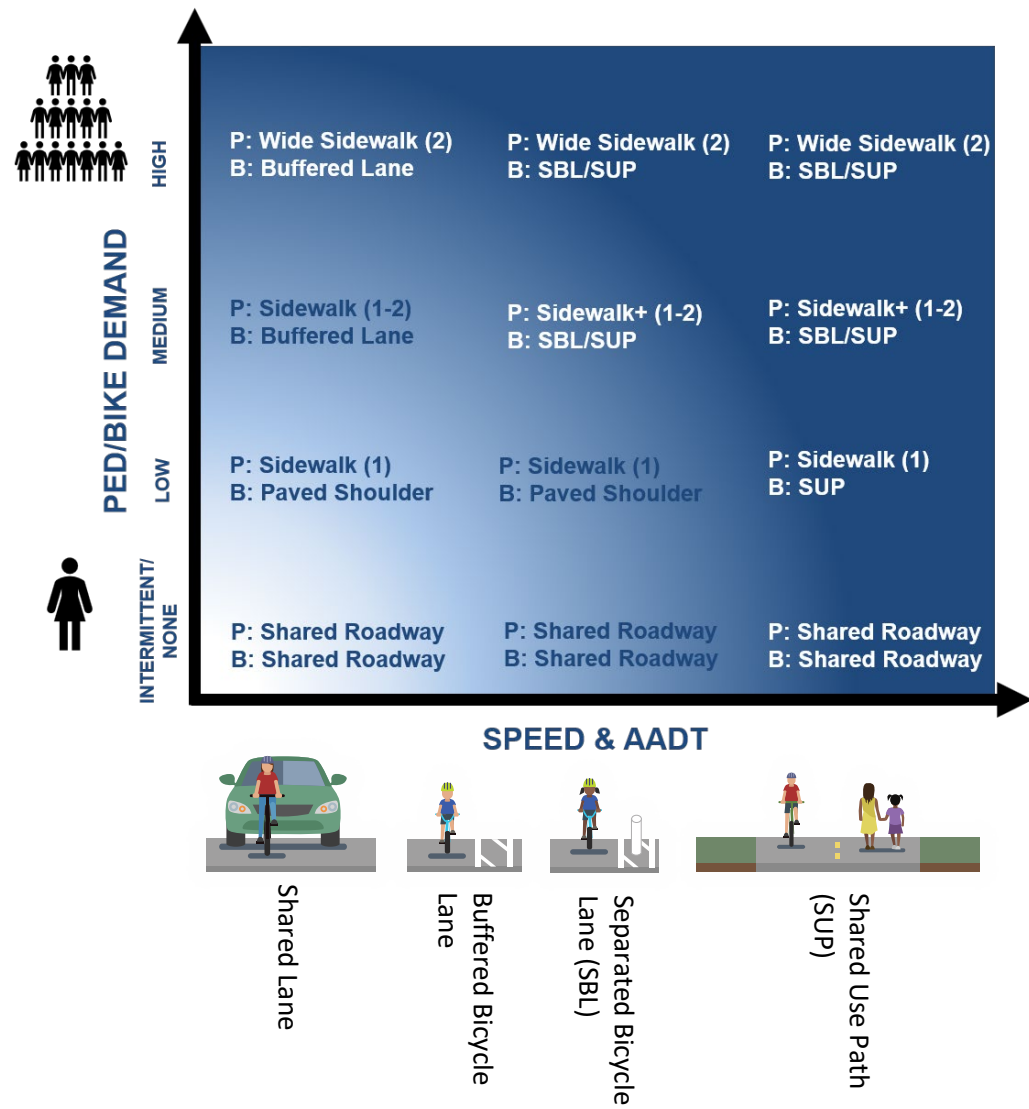 HIGH
P: Wide Sidewalk (2)
B: Buffered Lane
P: Wide Sidewalk (2)
B: SBL/SUP
P: Wide Sidewalk (2)
B: SBL/SUP
PED/BIKE DEMAND
MEDIUM
P: Sidewalk (1-2)
B: Buffered Lane
P: Sidewalk+ (1-2)
B: SBL/SUP
P: Sidewalk+ (1-2)
B: SBL/SUP
LOW
P: Sidewalk (1)
B: Paved Shoulder
P: Sidewalk (1)
B: Paved Shoulder
P: Sidewalk (1)
B: SUP
INTERMITTENT/
NONE
P: Shared Roadway
B: Shared Roadway
P: Shared Roadway
B: Shared Roadway
P: Shared Roadway
B: Shared Roadway
SPEED & AADT
Shared Lane
Buffered Bicycle
Lane
Separated Bicycle
Lane (SBL)
Shared Use Path
(SUP)